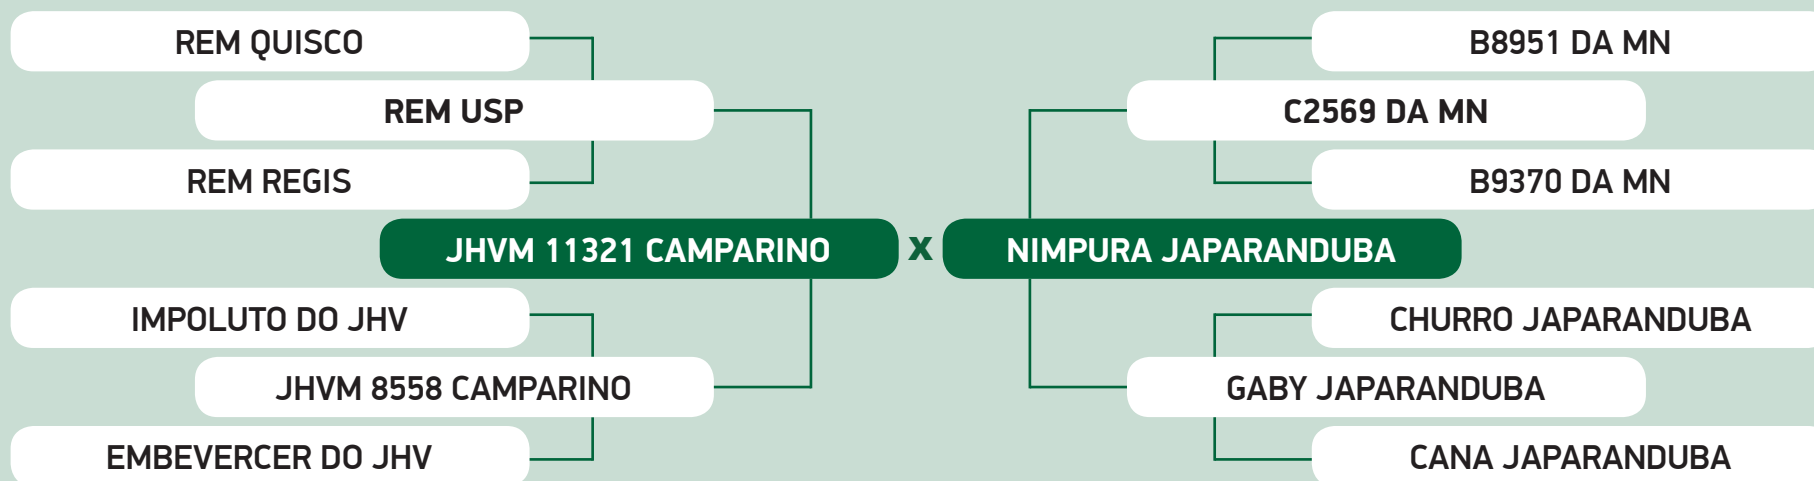 REM QUISCO
B8951 DA MN
REM USP
C2569 DA MN
REM REGIS
B9370 DA MN
JHVM 11321 CAMPARINO X NIMPURA JAPARANDUBA
IMPOLUTO DO JHV
CHURRO JAPARANDUBA
JHVM 8558 CAMPARINO
GABY JAPARANDUBA
EMBEVERCER DO JHV
CANA JAPARANDUBA